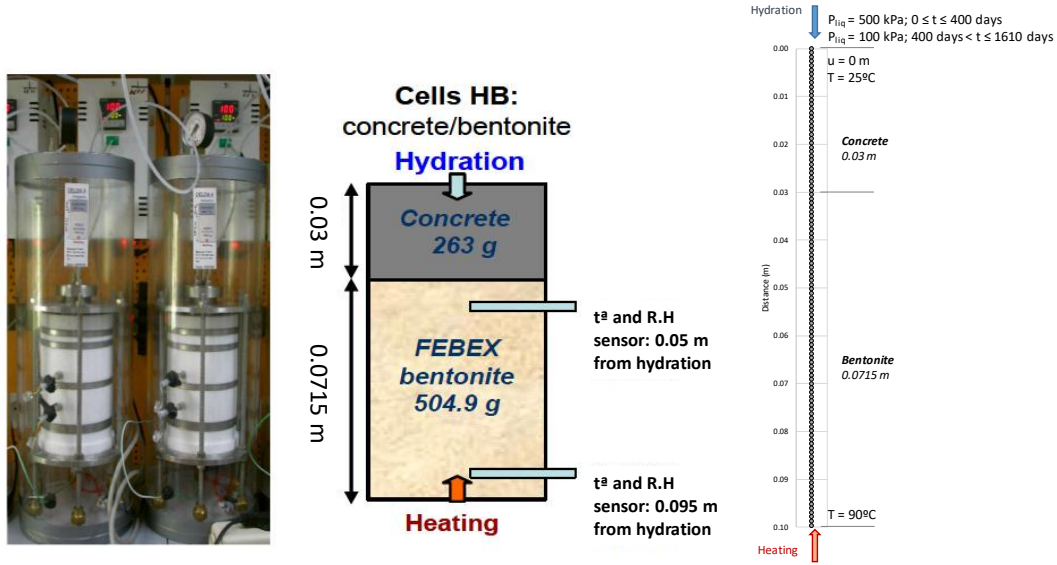 Cells HB:
concrete/bentonite
Hydration
Concrete
263 g
0.03 m
FEBEX
bentonite
504.9 g
0.0715 m
tª and R.H
sensor: 0.05 m
from hydration
tª and R.H
sensor: 0.095 m
from hydration
Heating
Hydration
P_liq = 500 kPa; 0 ≤ t ≤ 400 days
P_liq = 100 kPa; 400 days < t ≤ 1610 days
u = 0 m
T = 25ºC
0.00
0.01
0.02
0.03
0.04
0.05
0.06
0.07
0.08
0.09
0.10
Distance (m)
Concrete
0.03 m
Bentonite
0.0715 m
T = 90ºC
Heating